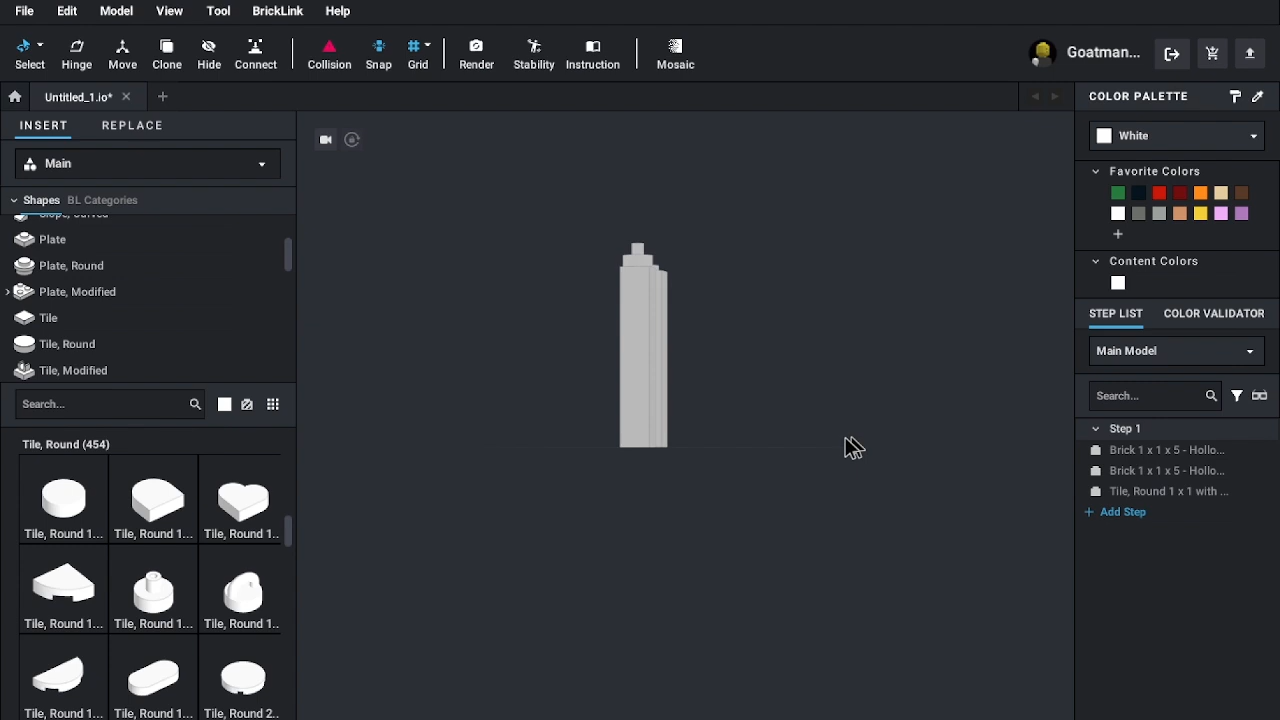 File Edit Model View Tool BrickLink Help
Select Hinge Move Clone Hide Connect Collision Snap Grid Render Stability Instruction Mosaic
Goatman...
Untitled_1.io*
COLOR PALETTE
INSERT REPLACE
White
Main
Favorite Colors
Shapes BL Categories
Slope, Curved
Plate
Plate, Round
Content Colors
Plate, Modified
Tile
STEP LIST COLOR VALIDATOR
Tile, Round
Main Model
Tile, Modified
Search...
Search...
Step 1
Tile, Round (454)
Brick 1 x 1 x 5 - Hollo...
Brick 1 x 1 x 5 - Hollo...
Tile, Round 1 x 1 with ...
Add Step
Tile, Round 1... Tile, Round 1... Tile, Round 1..
Tile, Round 1... Tile, Round 1... Tile, Round 1..
Tile, Round 1... Tile, Round 1... Tile, Round 2..